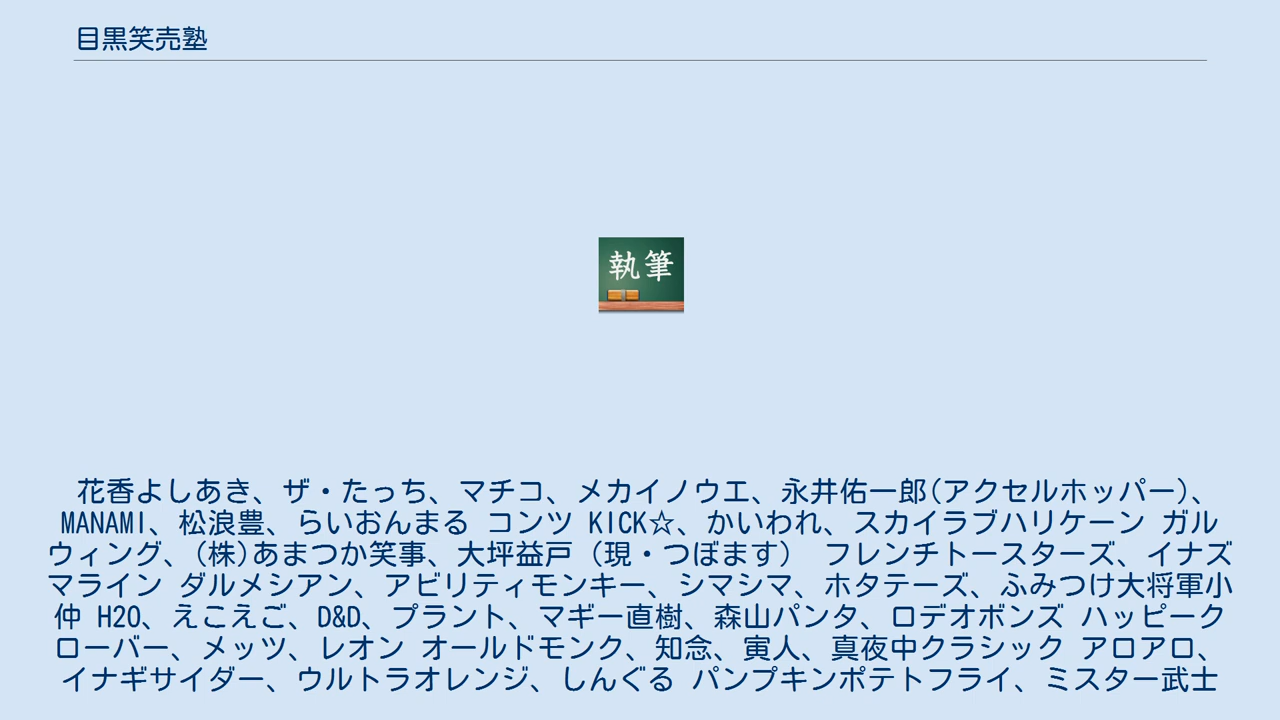 目黒笑売塾
執筆
花香よしあき、ザ・たっち、マチコ、メカイノウエ、永井佑一郎(アクセルホッパー)、
MANAMI、松浪豊、らいおんまる コンツ KICK☆、かいわれ、スカイラブハリケーン ガル
ウィング、(株)あまつか笑事、大坪益戸（現・つぼます） フレンチトースターズ、イナズ
マライン ダルメシアン、アビリティモンキー、シマシマ、ホタテーズ、ふみつけ大将軍小
仲 H2O、えこえご、D&D、プラント、マギー直樹、森山パンタ、ロデオボンズ ハッピーク
ローバー、メッツ、レオン オールドモンク、知念、寅人、真夜中クラシック アロアロ、
イナギサイダー、ウルトラオレンジ、しんぐる パンプキンポテトフライ、ミスター武士